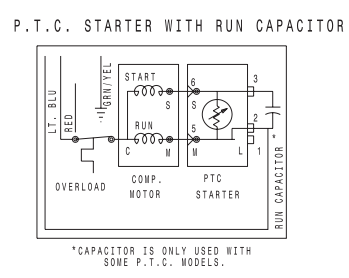 P.T.C. STARTER WITH RUN CAPACITOR
LT. BLU
RED
GRN/YEL
START
S
RUN
C
M
6
S
5
M
3
2
L
1
*
OVERLOAD
COMP.
MOTOR
PTC
STARTER
RUN CAPACITOR
*CAPACITOR IS ONLY USED WITH
SOME P.T.C. MODELS.